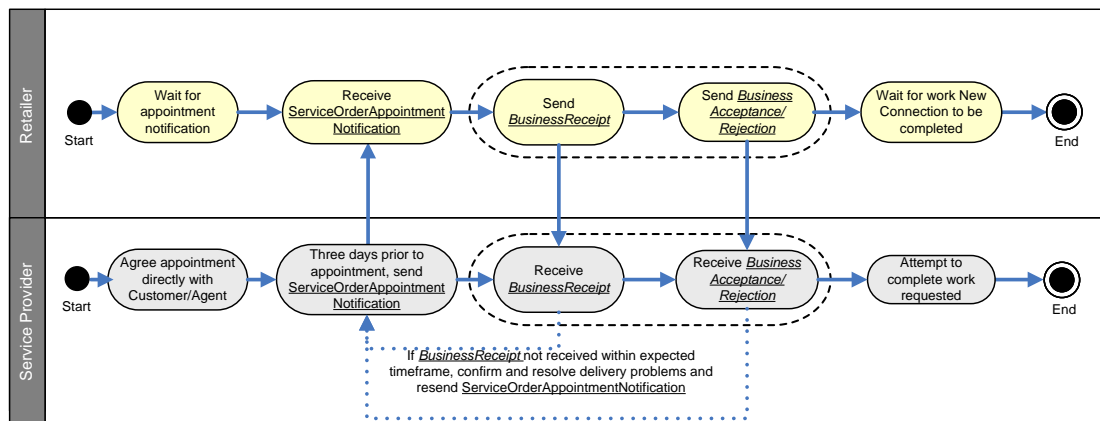 Retailer
Start
Wait for
appointment
notification
Receive
ServiceOrderAppointment
Notification
Send
BusinessReceipt
Send Business
Acceptance/
Rejection
Wait for work New
Connection to be
completed
End
Service Provider
Start
Agree appointment
directly with
Customer/Agent
Three days prior to
appointment, send
ServiceOrderAppointment
Notification
Receive
BusinessReceipt
Receive Business
Acceptance/
Rejection
Attempt to
complete work
requested
End
If BusinessReceipt not received within expected
timeframe, confirm and resolve delivery problems and
resend ServiceOrderAppointmentNotification